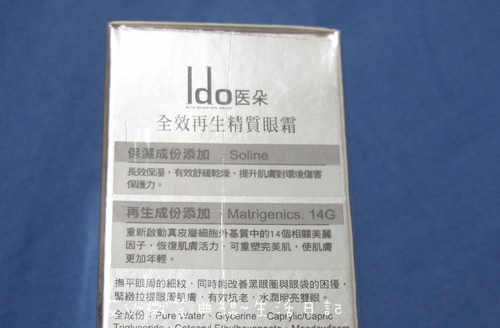 Ido医朵
全效再生精質眼霜
保濕成份添加 Soline
長效保濕，有效舒緩乾燥，提升肌膚對環境傷害
保護力。
再生成份添加 Matrigenics. 14G
重新啟動真皮層細胞外基質中的14個相關美麗
因子，恢復肌膚活力，可重塑完美肌，使肌膚
更加年輕。
撫平眼周的細紋，同時能改善黑眼圈與眼袋的困擾，
緊緻拉提眼周肌膚，有效抗老，水潤明亮雙眼。
全成份：Pure Water、Glycerine、Caprylic/Capric
生活日記